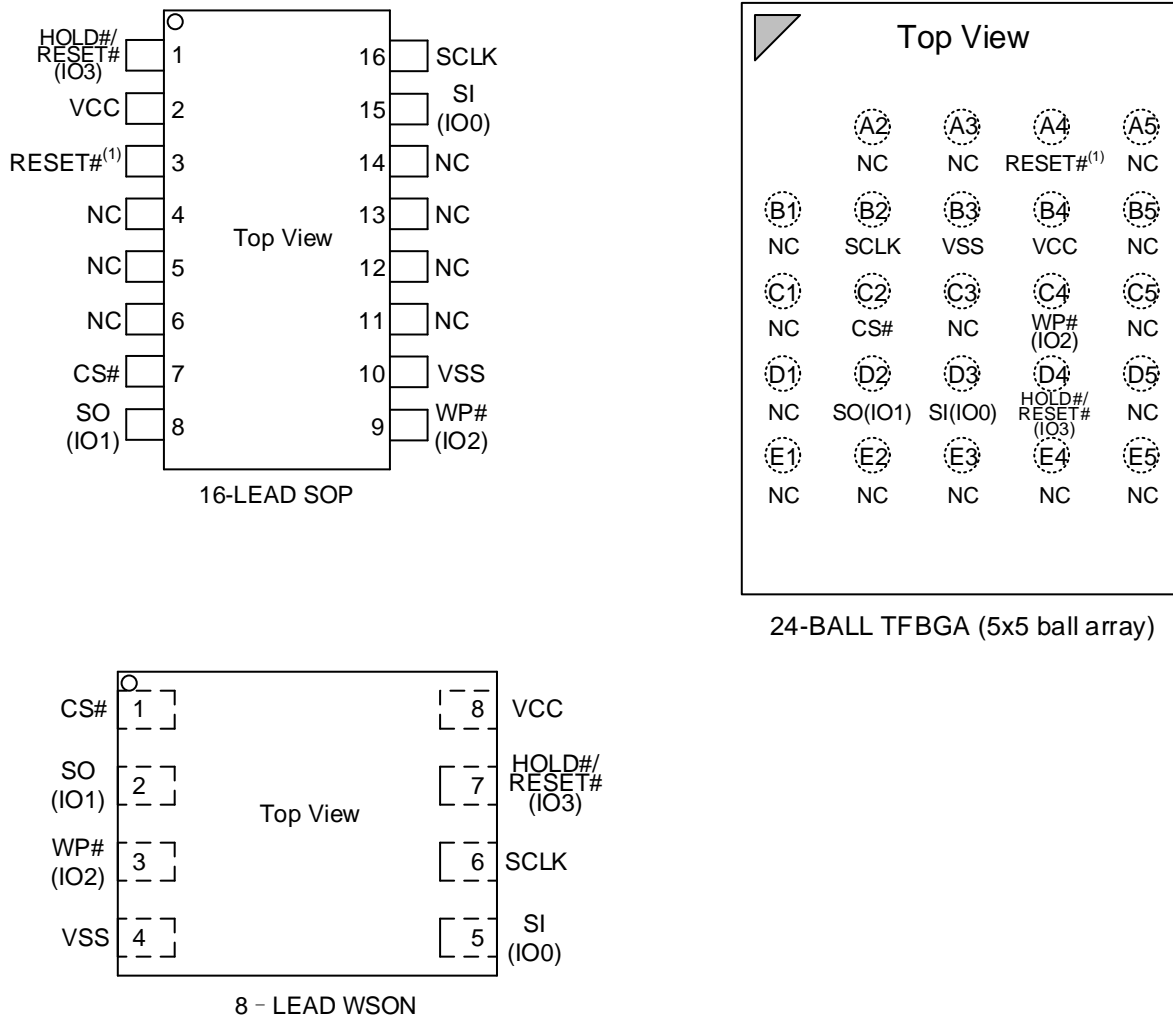 HOLD#/
RESET#
(IO3)
1
16
SCLK
VCC
2
15
SI
(IO0)
RESET#(1)
3
14
NC
NC
4
13
NC
Top View
NC
5
12
NC
NC
6
11
NC
CS#
7
10
VSS
SO
(IO1)
8
9
WP#
(IO2)
16-LEAD SOP
Top View
A2 A3 A4 A5
NC NC RESET#(1) NC
B1 B2 B3 B4 B5
NC SCLK VSS VCC NC
C1 C2 C3 C4 C5
NC CS# NC WP#
(IO2) NC
D1 D2 D3 D4 D5
NC SO(IO1) SI(IO0) HOLD#/
RESET#
(IO3) NC
E1 E2 E3 E4 E5
NC NC NC NC NC
24-BALL TFBGA (5x5 ball array)
CS#
1
8
VCC
SO
(IO1)
2
7
HOLD#/
RESET#
(IO3)
Top View
WP#
(IO2)
3
6
SCLK
VSS
4
5
SI
(IO0)
8 – LEAD WSON